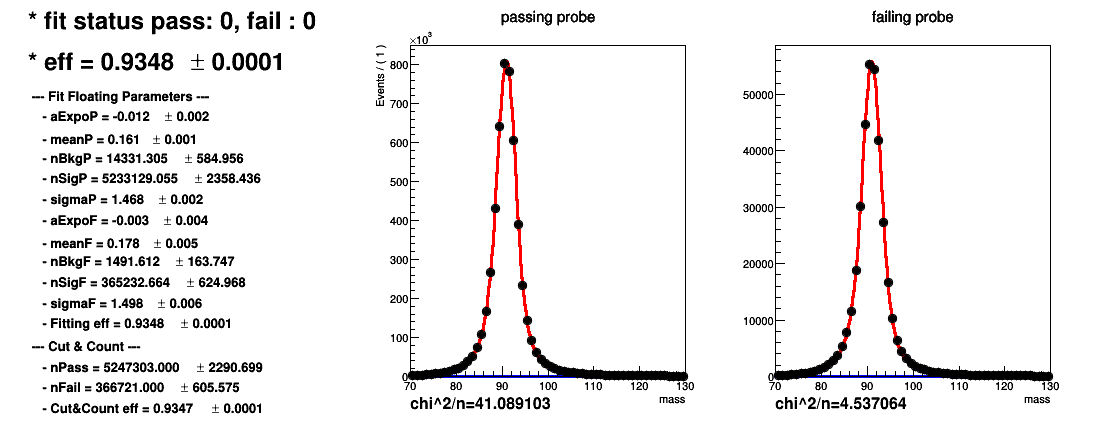 * fit status pass: 0, fail : 0
* eff = 0.9348 ± 0.0001
--- Fit Floating Parameters ---
- aExpoP = -0.012 ± 0.002
- meanP = 0.161 ± 0.001
- nBkgP = 14331.305 ± 584.956
- nSigP = 5233129.055 ± 2358.436
- sigmaP = 1.468 ± 0.002
- aExpoF = -0.003 ± 0.004
- meanF = 0.178 ± 0.005
- nBkgF = 1491.612 ± 163.747
- nSigF = 365232.664 ± 624.968
- sigmaF = 1.498 ± 0.006
- Fitting eff = 0.9348 ± 0.0001
--- Cut & Count ---
- nPass = 5247303.000 ± 2290.699
- nFail = 366721.000 ± 605.575
- Cut&Count eff = 0.9347 ± 0.0001
passing probe
×10³
Events / ( 1 )
800
700
600
500
400
300
200
100
0
70 80 90 100 110 120 130
mass
chi^2/n=41.089103
failing probe
50000
40000
30000
20000
10000
0
70 80 90 100 110 120 130
mass
chi^2/n=4.537064